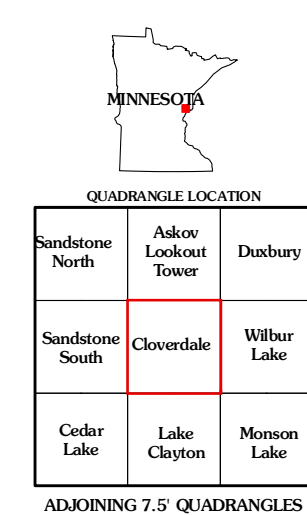 MINNESOTA
QUADRANGLE LOCATION
Sandstone
North
Askov
Lookout
Tower
Duxbury
Sandstone
South
Cloverdale
Wilbur
Lake
Cedar
Lake
Lake
Clayton
Monson
Lake
ADJOINING 7.5' QUADRANGLES